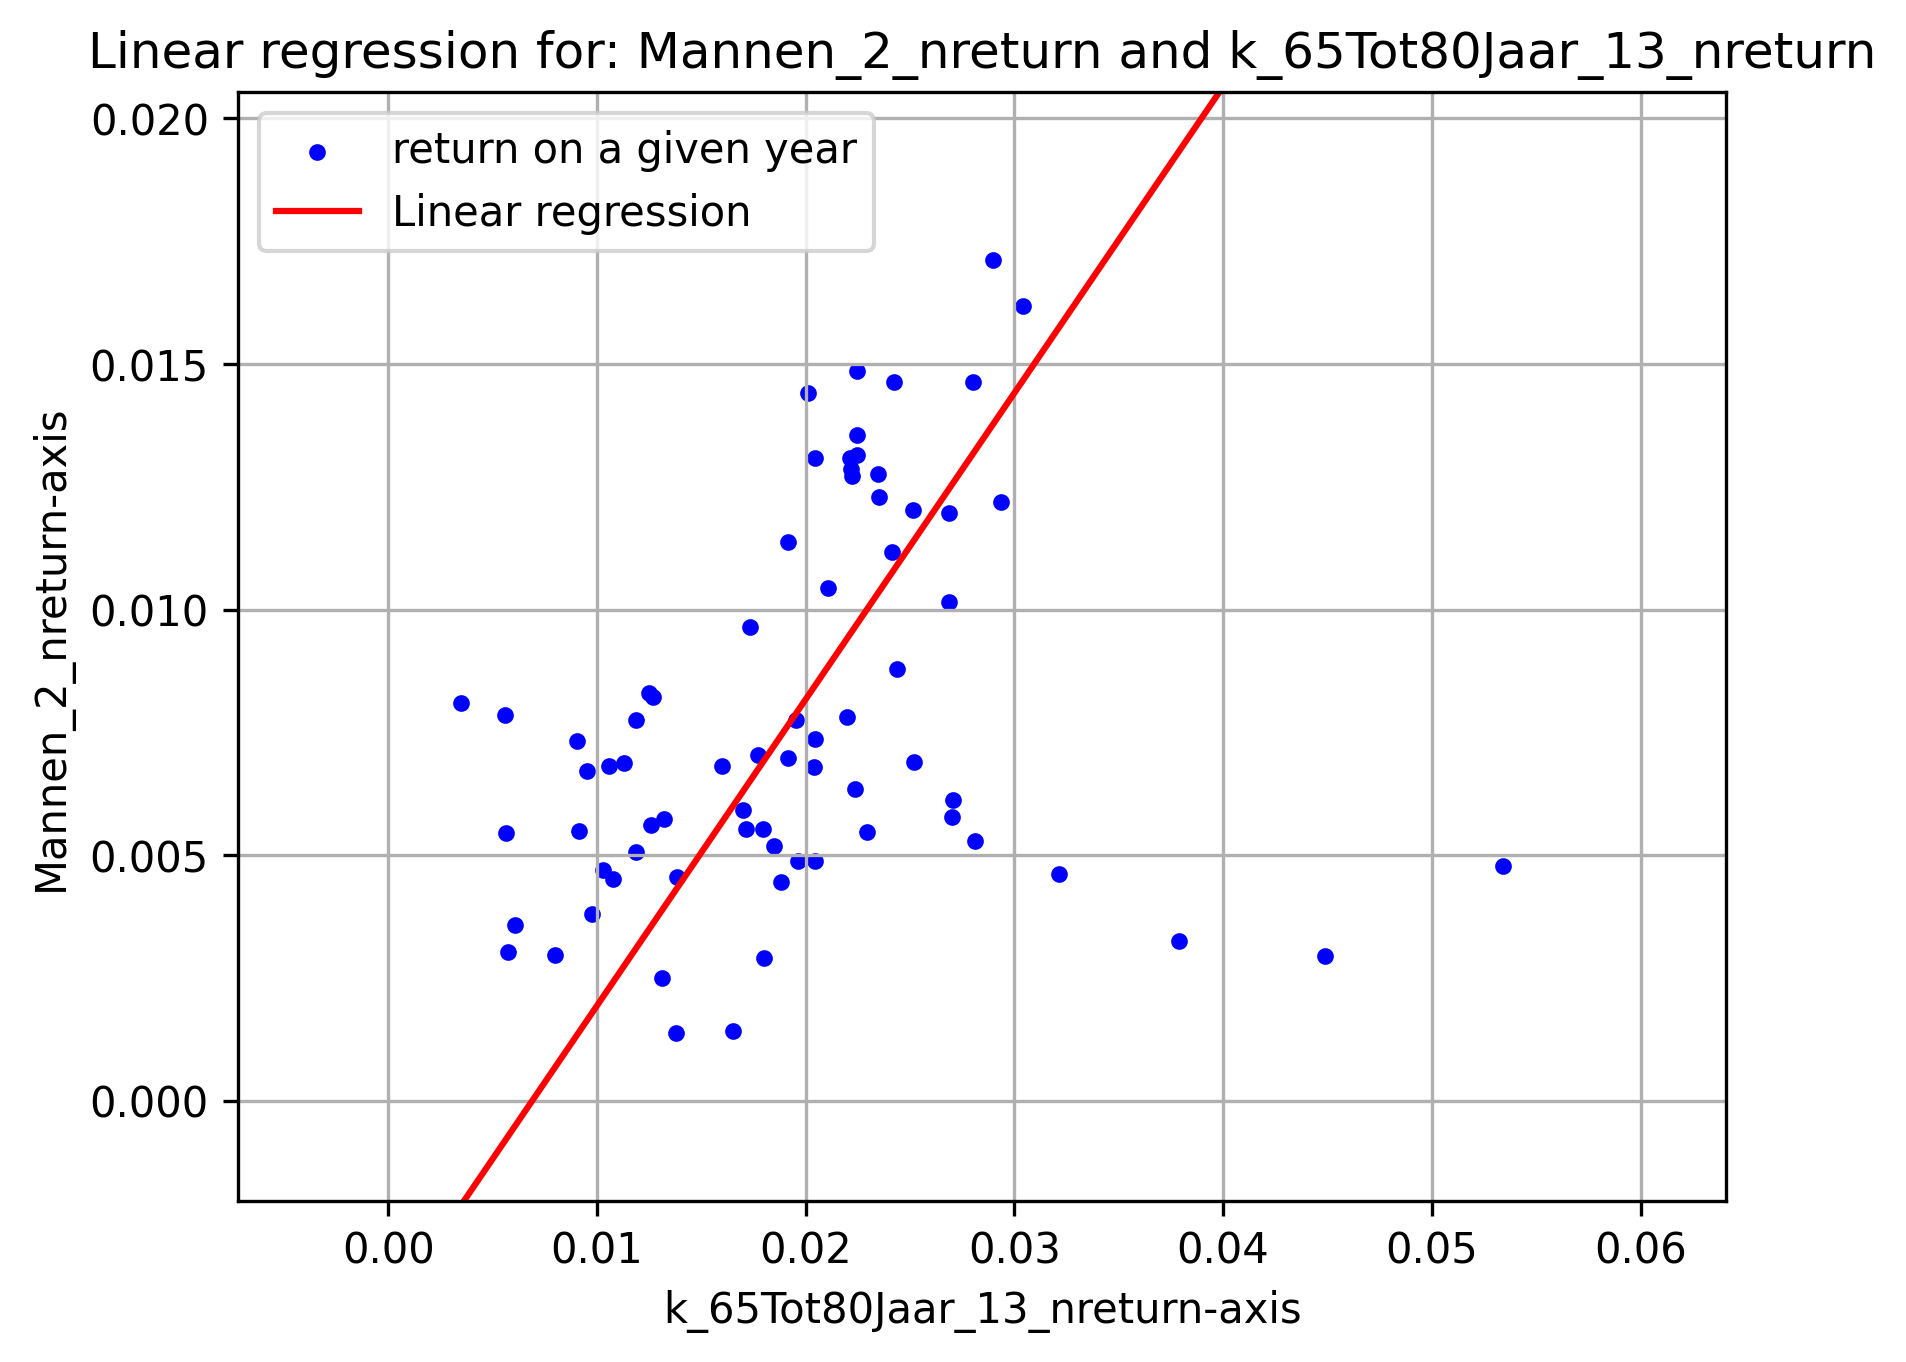 Linear regression for: Mannen_2_nreturn and k_65Tot80Jaar_13_nreturn
return on a given year
Linear regression
0.020
0.015
0.010
0.005
0.000
Mannen_2_nreturn-axis
0.00 0.01 0.02 0.03 0.04 0.05 0.06
k_65Tot80Jaar_13_nreturn-axis